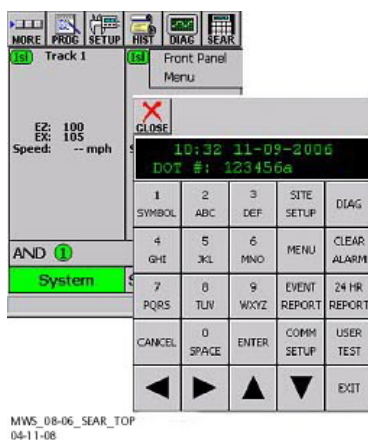 MORE PROG SETUP HIST DIAG SEAR
Isl Track 1
Isl Front Panel
Menu
EZ: 100
EX: 105
Speed: -- mph
AND 1
System
CLOSE
10:32 11-09-2006
DOT #: 123456a
1 SYMBOL
2 ABC
3 DEF
SITE SETUP
DIAG
4 GHI
5 JKL
6 MNO
MENU
CLEAR ALARM
7 PQRS
8 TUV
9 WXYZ
EVENT REPORT
24 HR REPORT
CANCEL
0 SPACE
ENTER
COMM SETUP
USER TEST
EXIT
MWS_08-06_SEAR_TOP
04-11-08